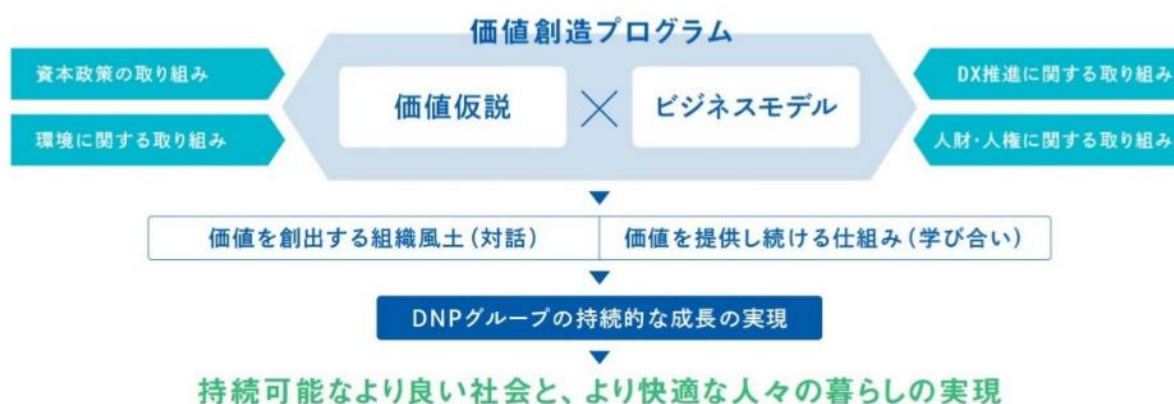 価値創造プログラム
資本政策の取り組み
環境に関する取り組み
価値仮説
×
ビジネスモデル
DX推進に関する取り組み
人財・人権に関する取り組み
価値を創出する組織風土(対話)
価値を提供し続ける仕組み(学び合い)
DNPグループの持続的な成長の実現
持続可能なより良い社会と、より快適な人々の暮らしの実現